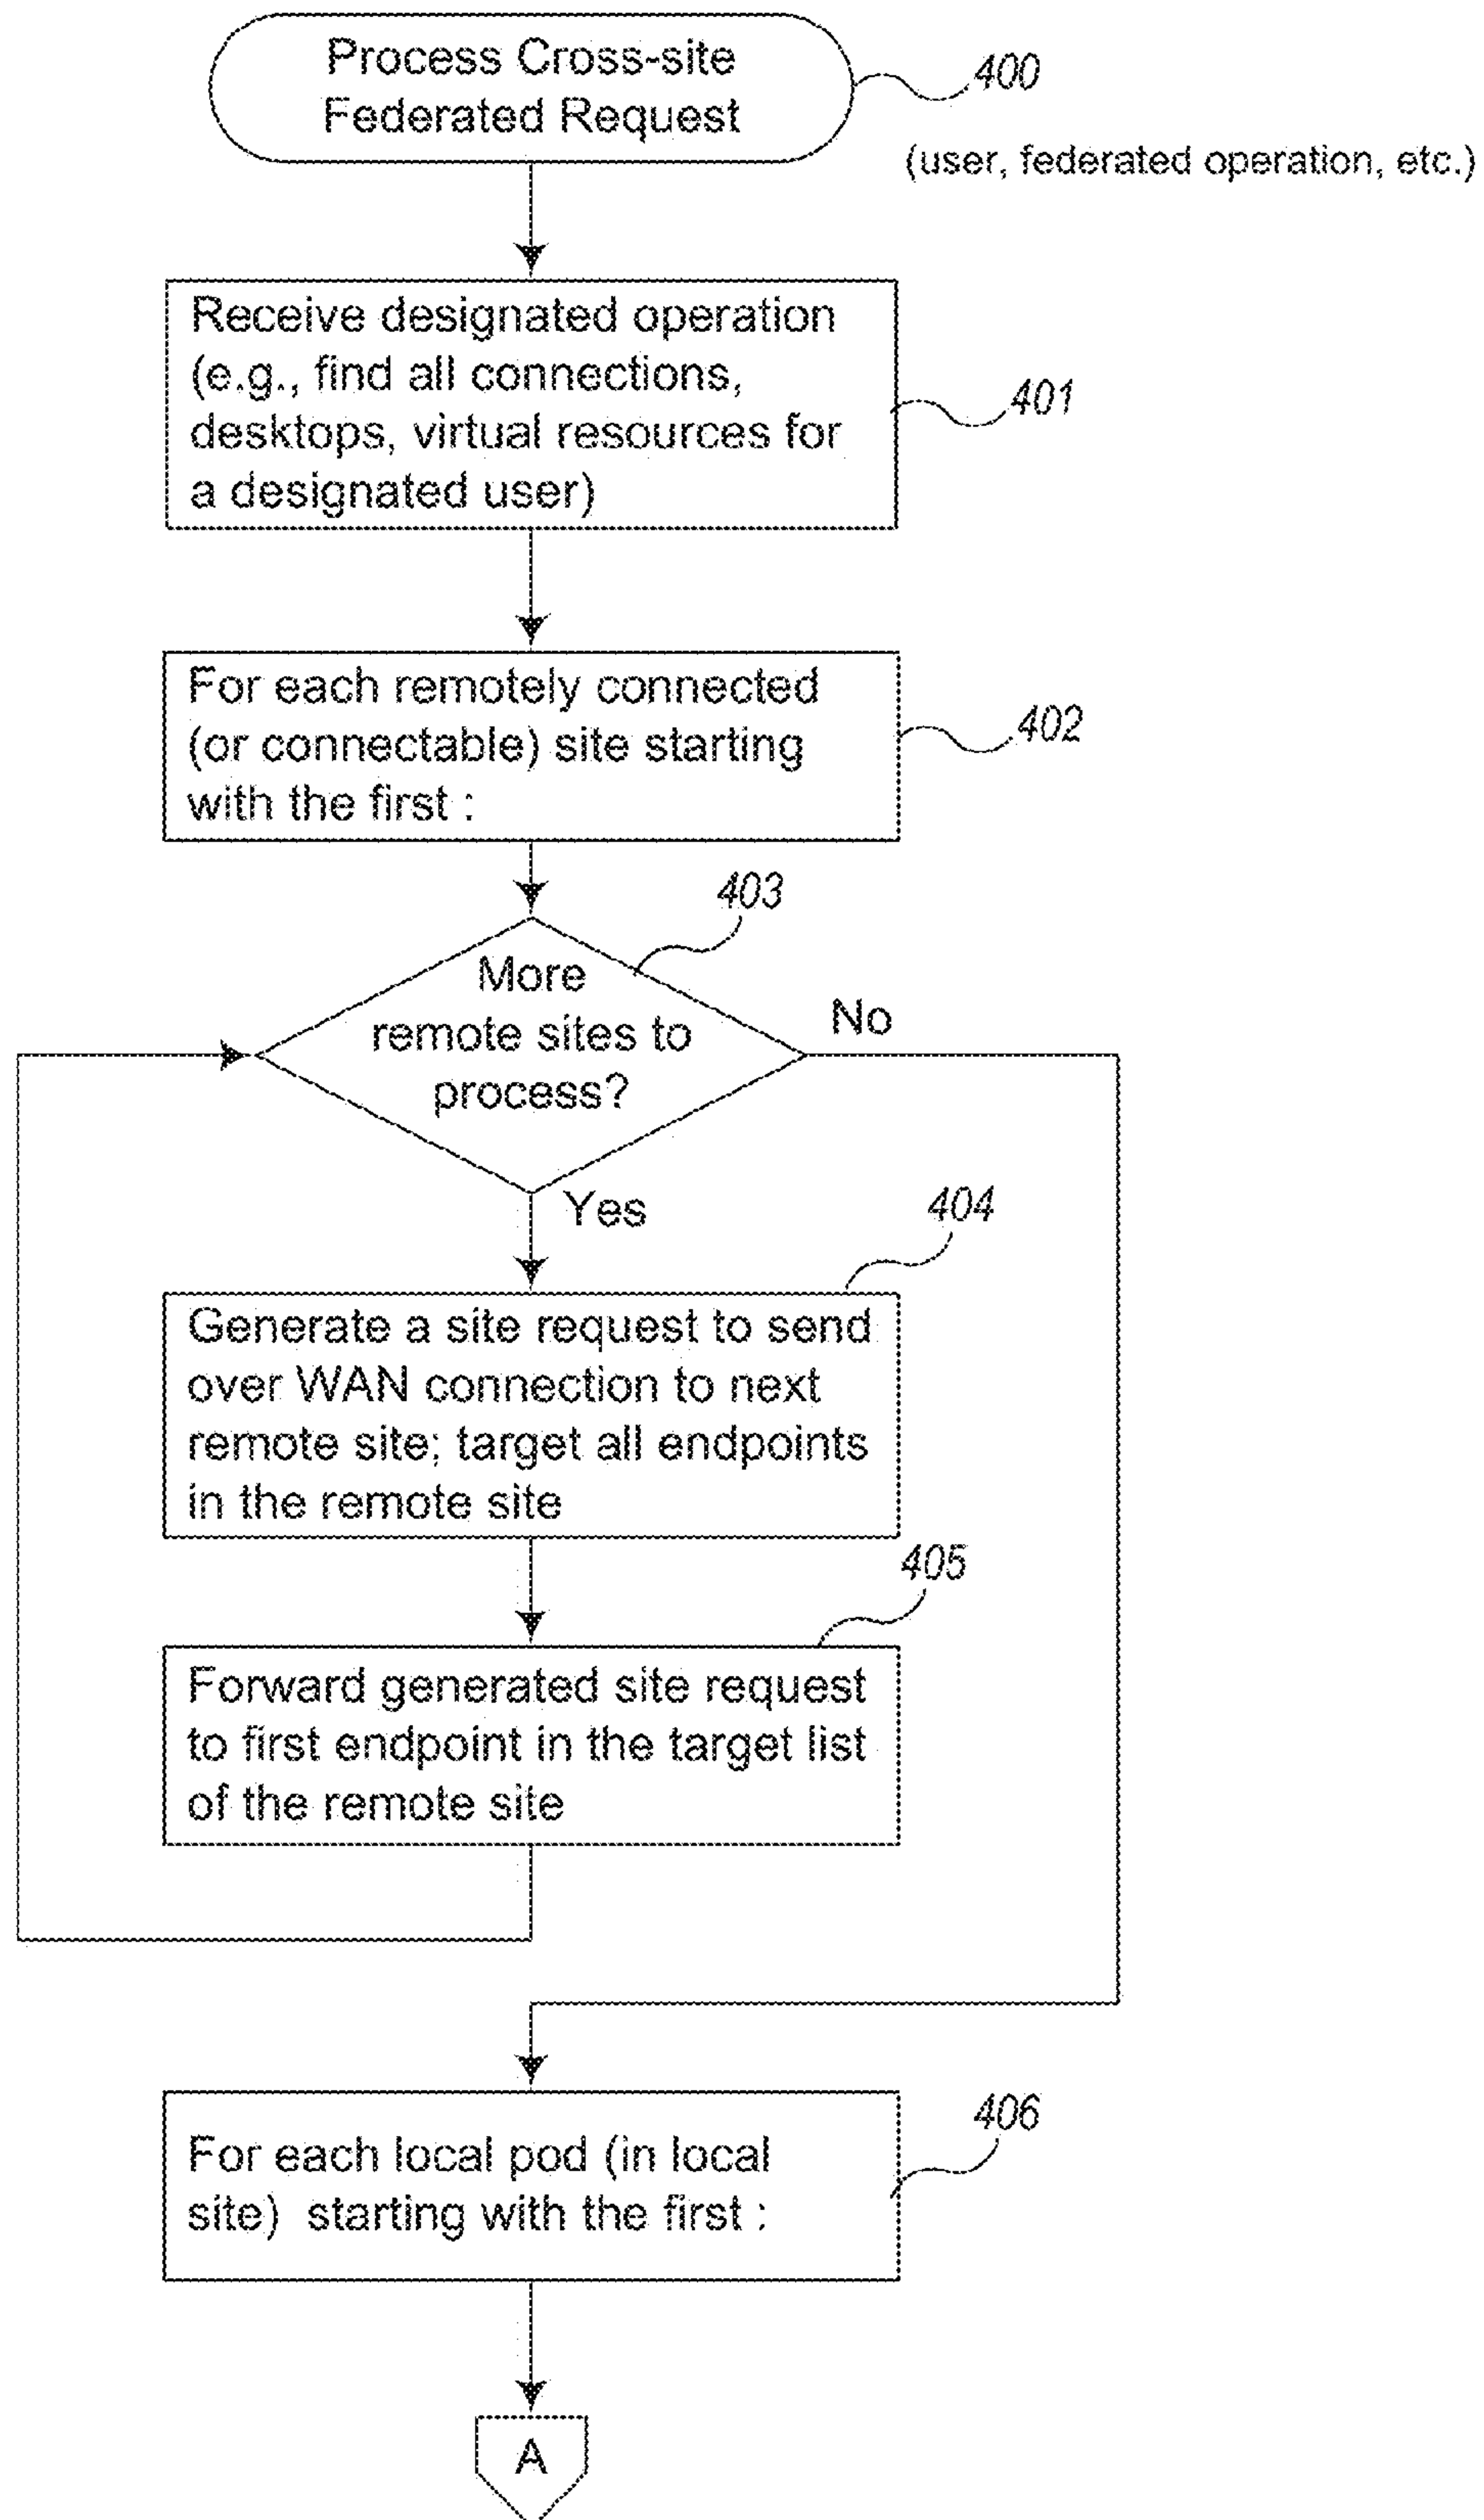 Process Cross-site
Federated Request
400
(user, federated operation, etc.)
Receive designated operation
(e.g., find all connections,
desktops, virtual resources for
a designated user)
401
For each remotely connected
(or connectable) site starting
with the first :
402
403
More
remote sites to
process?
No
Yes
404
Generate a site request to send
over WAN connection to next
remote site; target all endpoints
in the remote site
405
Forward generated site request
to first endpoint in the target list
of the remote site
406
For each local pod (in local
site) starting with the first :
A